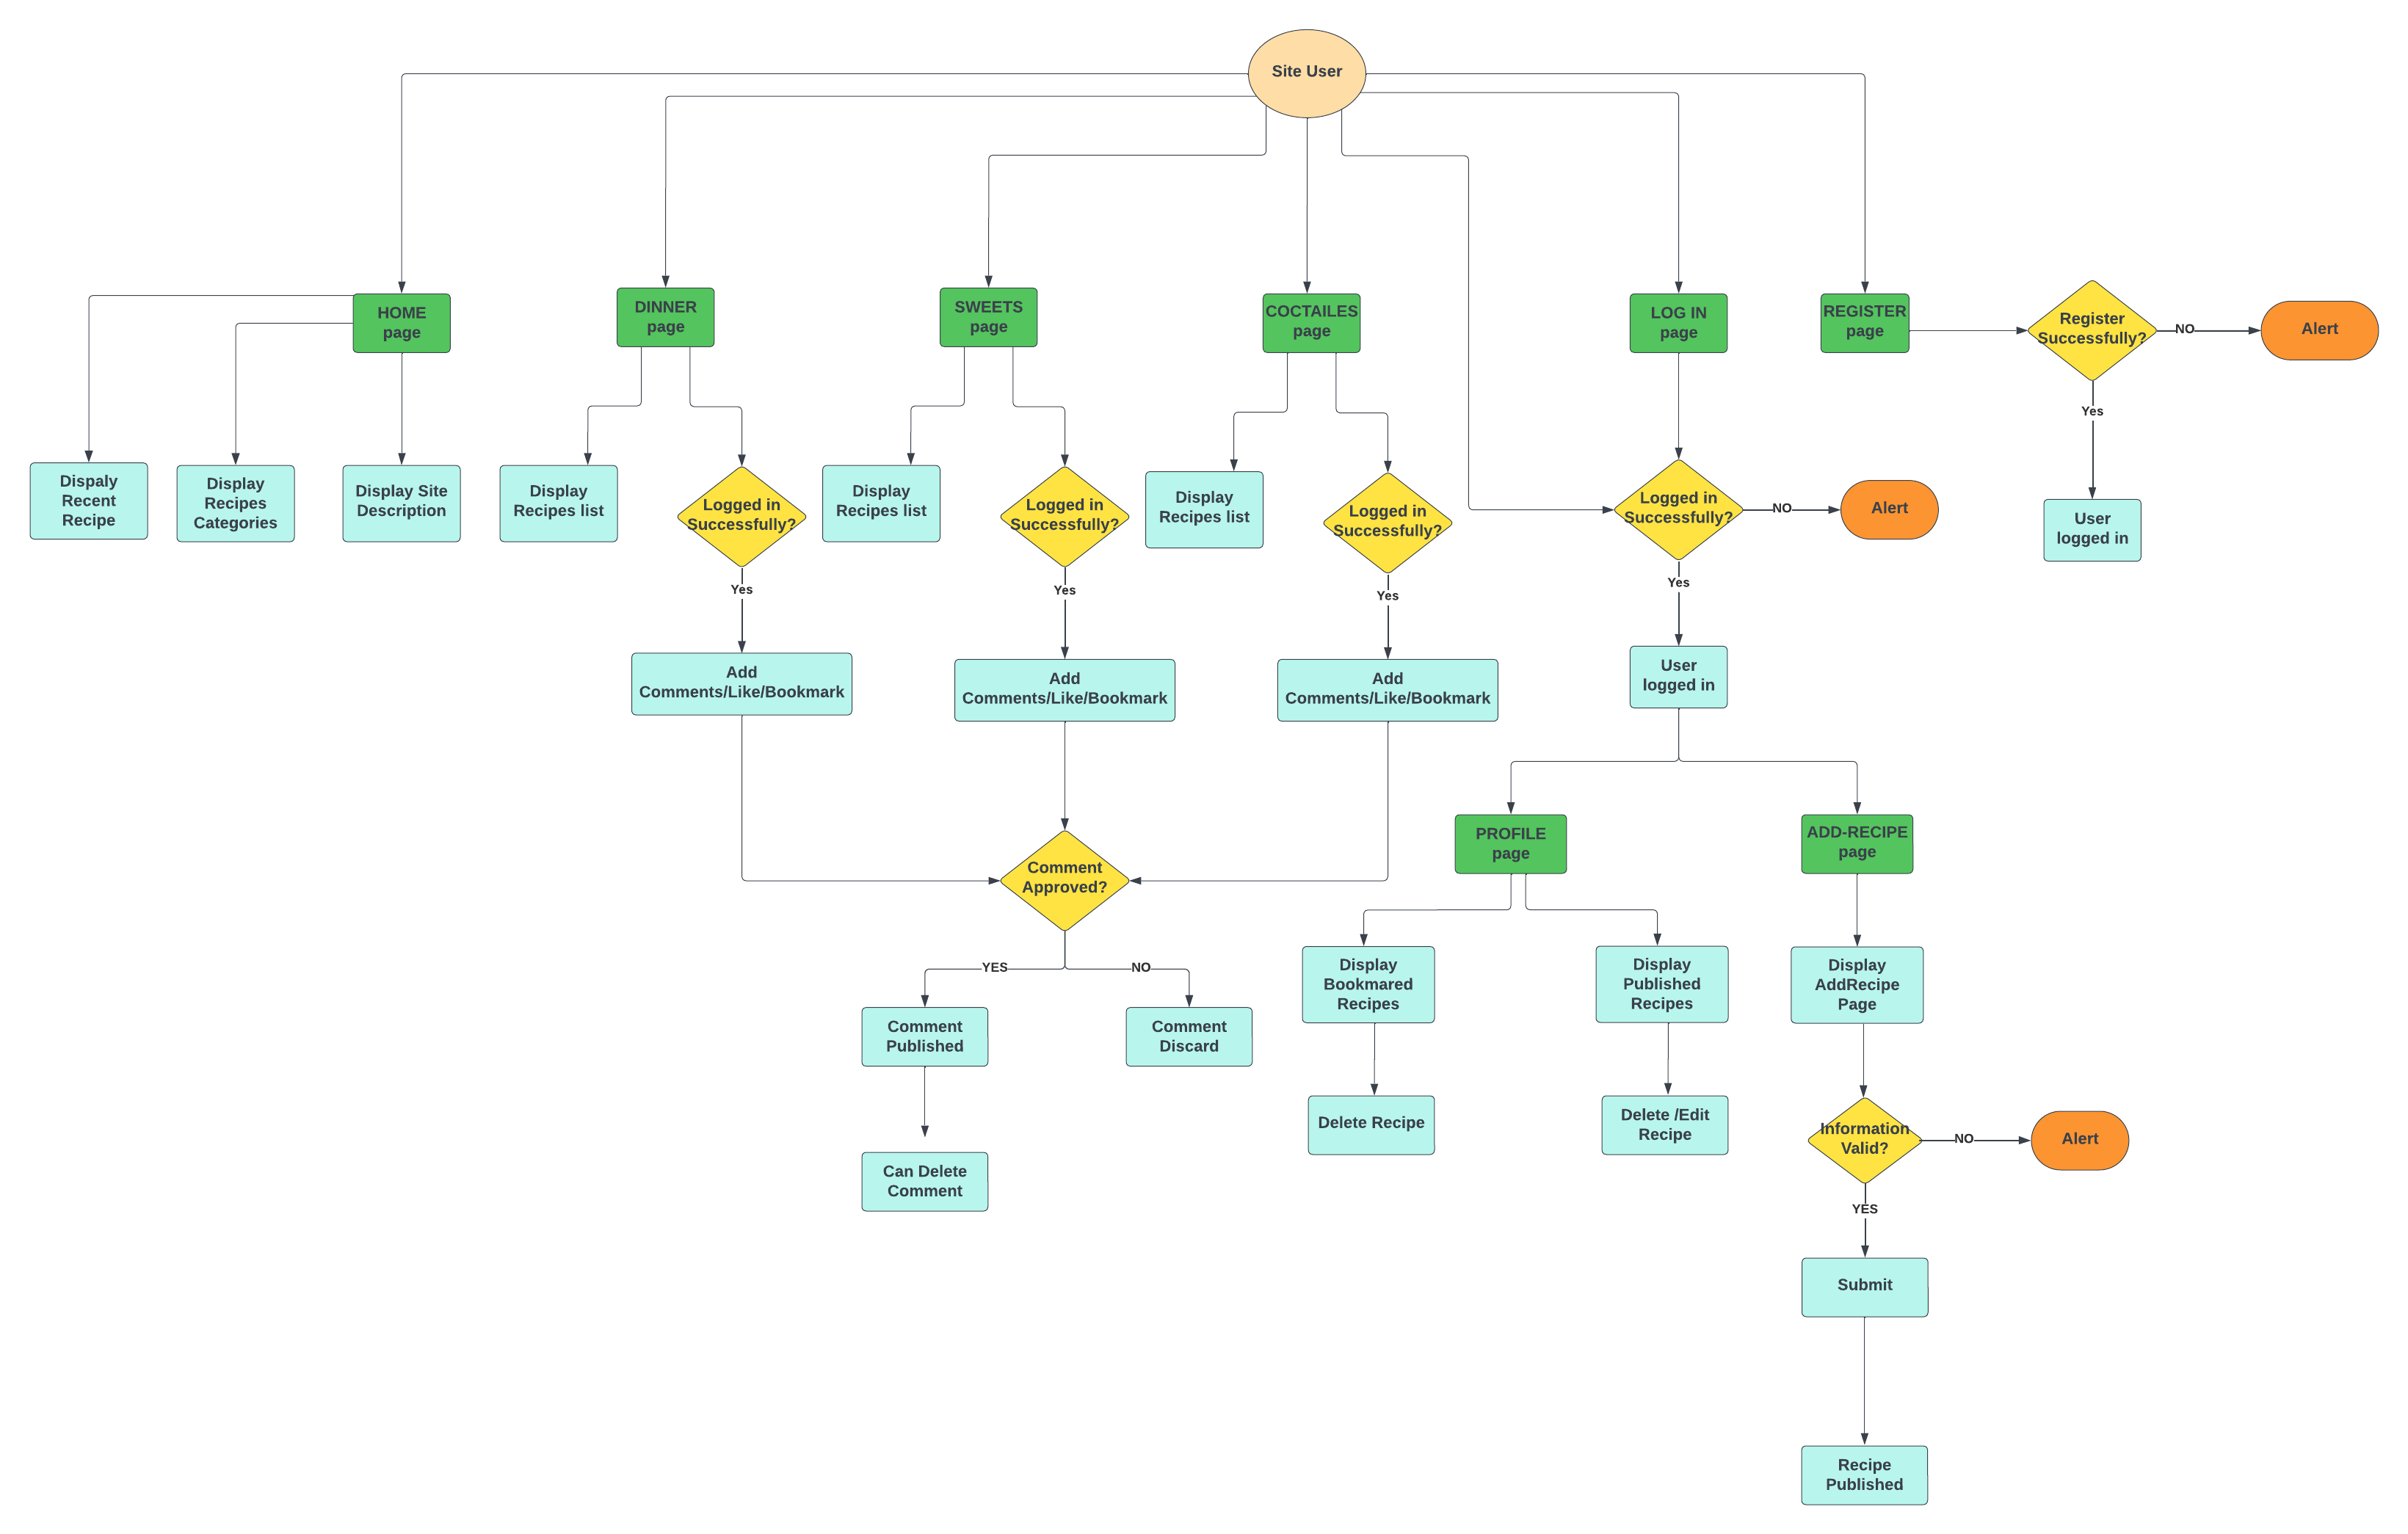 Site User
HOME
page
DINNER
page
SWEETS
page
COCTAILES
page
LOG IN
page
REGISTER
page
Register
Successfully?
NO
Alert
Yes
User
logged in
Dispaly
Recent
Recipe
Display
Recipes
Categories
Display Site
Description
Display
Recipes list
Logged in
Successfully?
Display
Recipes list
Logged in
Successfully?
Display
Recipes list
Logged in
Successfully?
Logged in
Successfully?
NO
Alert
Yes
Yes
Yes
Yes
Add
Comments/Like/Bookmark
Add
Comments/Like/Bookmark
Add
Comments/Like/Bookmark
User
logged in
Comment
Approved?
PROFILE
page
ADD-RECIPE
page
YES
NO
Comment
Published
Comment
Discard
Display
Bookmared
Recipes
Display
Published
Recipes
Display
AddRecipe
Page
Can Delete
Comment
Delete Recipe
Delete /Edit
Recipe
Information
Valid?
NO
Alert
YES
Submit
Recipe
Published